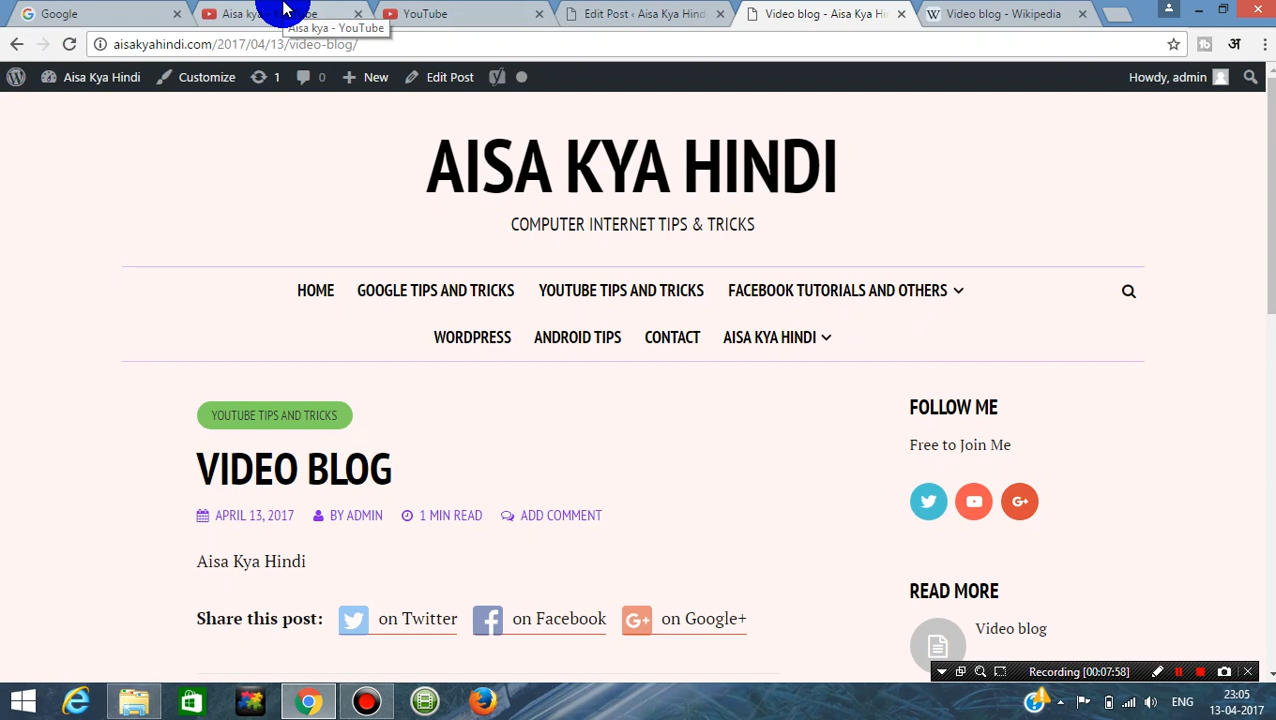 Google
Aisa kya - YouTube
YouTube
Edit Post ‹ Aisa Kya Hindi
Video blog - Aisa Kya Hi
Video blog - Wikipedia
Aisa kya - YouTube
aisakyahindi.com/2017/04/13/video-blog/
अ
Aisa Kya Hindi
Customize
1
0
New
Edit Post
Howdy, admin
AISA KYA HINDI
COMPUTER INTERNET TIPS & TRICKS
HOME
GOOGLE TIPS AND TRICKS
YOUTUBE TIPS AND TRICKS
FACEBOOK TUTORIALS AND OTHERS
WORDPRESS
ANDROID TIPS
CONTACT
AISA KYA HINDI
YOUTUBE TIPS AND TRICKS
VIDEO BLOG
APRIL 13, 2017
BY ADMIN
1 MIN READ
ADD COMMENT
Aisa Kya Hindi
Share this post:
on Twitter
on Facebook
on Google+
FOLLOW ME
Free to Join Me
G+
READ MORE
Video blog
Recording [00:07:58]
ENG
23:05
13-04-2017